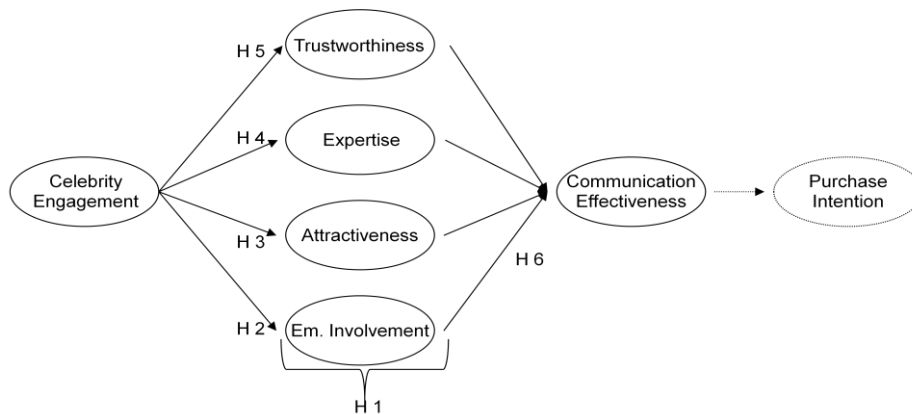 H 5
Trustworthiness
H 4
Expertise
Celebrity
Engagement
Communication
Effectiveness
Purchase
Intention
H 3
Attractiveness
H 6
H 2
Em. Involvement
H 1